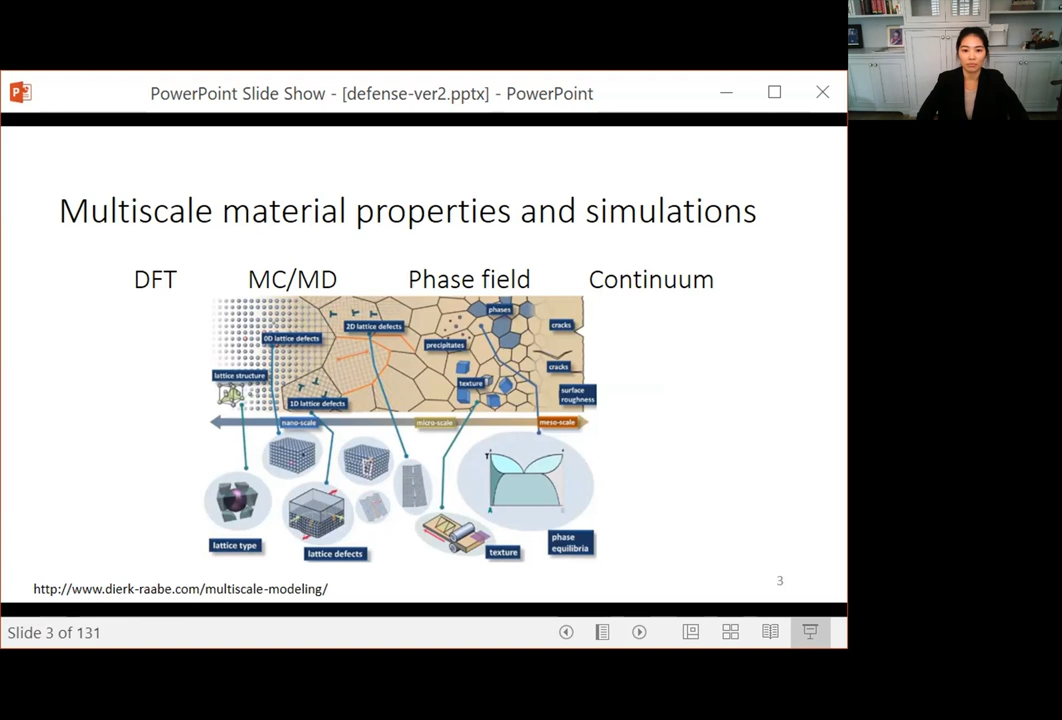 PowerPoint Slide Show - [defense-ver2.pptx] - PowerPoint
Multiscale material properties and simulations
DFT MC/MD Phase field Continuum
phases
2D lattice defects
cracks
0D lattice defects
precipitates
cracks
lattice structure
texture
surface
roughness
1D lattice defects
nano-scale
micro-scale
meso-scale
T
A
lattice type
lattice defects
texture
phase
equilibria
http://www.dierk-raabe.com/multiscale-modeling/
3
Slide 3 of 131